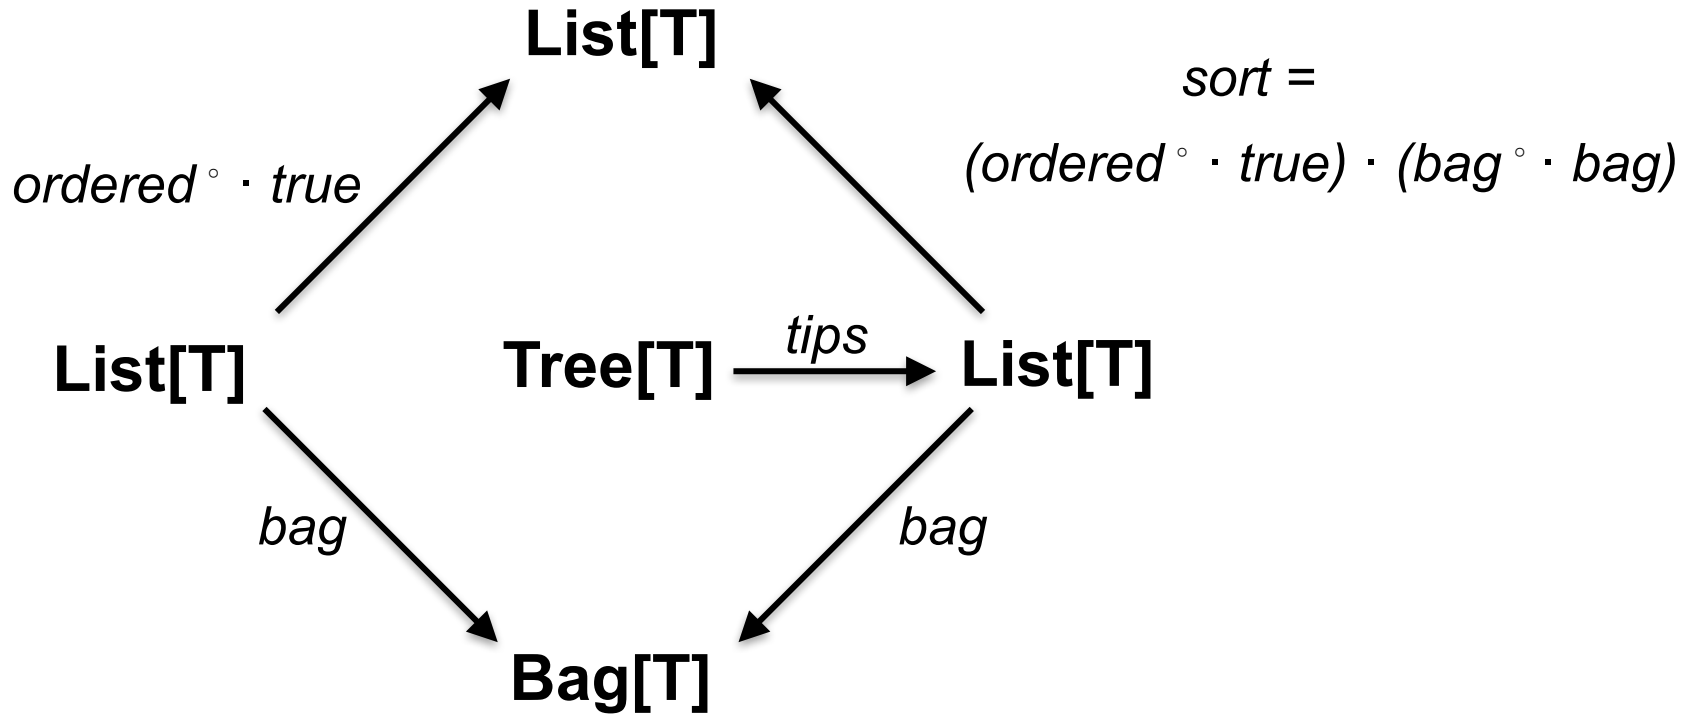 List[T]
sort =
(ordered° · true) · (bag° · bag)
ordered° · true
tips
List[T]
Tree[T]
List[T]
bag
bag
Bag[T]